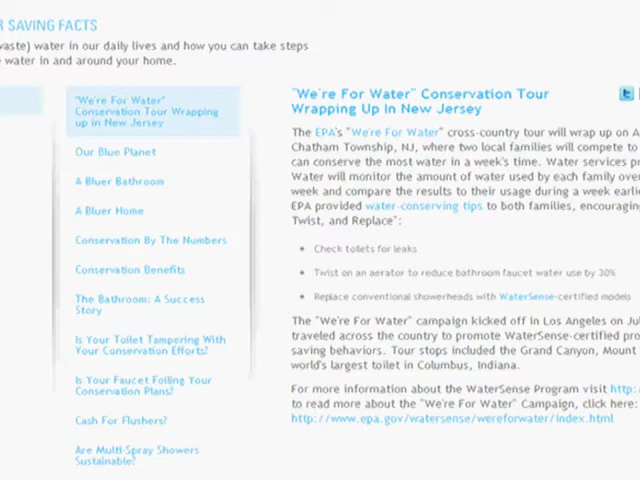 R SAVING FACTS
waste) water in our daily lives and how you can take steps
e water in and around your home.
"We're For Water"
Conservation Tour Wrapping
up in New Jersey
Our Blue Planet
A Bluer Bathroom
A Bluer Home
Conservation By The Numbers
Conservation Benefits
The Bathroom: A Success
Story
Is Your Toilet Tampering With
Your Conservation Efforts?
Is Your Faucet Foiling Your
Conservation Plans?
Cash For Flushers?
Are Multi-Spray Showers
Sustainable?
"We're For Water" Conservation Tour
Wrapping Up In New Jersey
The EPA's "We're For Water" cross-country tour will wrap up on A
Chatham Township, NJ, where two local families will compete to
can conserve the most water in a week's time. Water services pr
Water will monitor the amount of water used by each family over
week and compare the results to their usage during a week earlie
EPA provided water-conserving tips to both families, encouraging
Twist, and Replace":
• Check toilets for leaks
• Twist on an aerator to reduce bathroom faucet water use by 30%
• Replace conventional showerheads with WaterSense-certified models
The "We're For Water" campaign kicked off in Los Angeles on Jul
traveled across the country to promote WaterSense-certified pro
saving behaviors. Tour stops included the Grand Canyon, Mount
world's largest toilet in Columbus, Indiana.
For more information about the WaterSense Program visit http:
to read more about the "We're For Water" Campaign, click here:
http://www.epa.gov/watersense/wereforwater/index.html